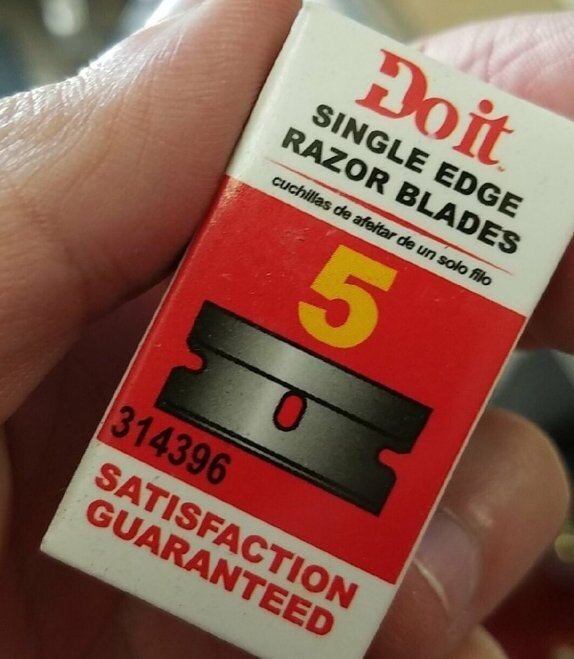 Do it
SINGLE EDGE
RAZOR BLADES
cuchillas de afeitar de un solo filo
5
314396
SATISFACTION
GUARANTEED